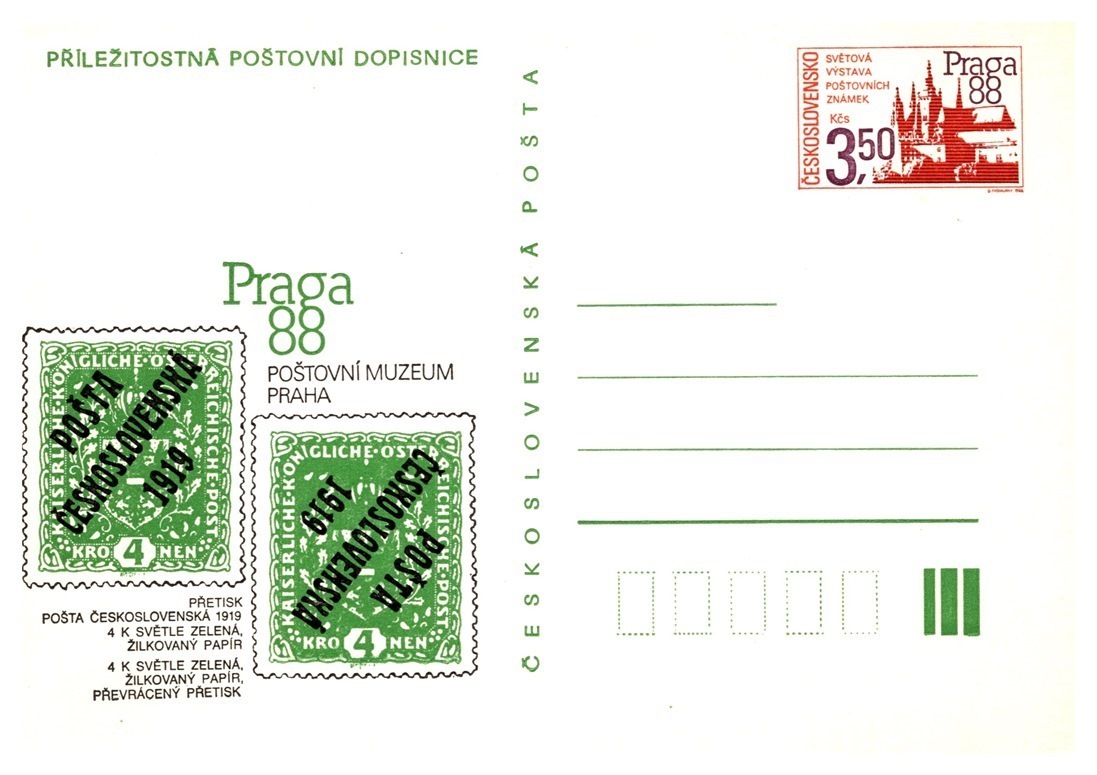 PŘÍLEŽITOSTNÁ POŠTOVNÍ DOPISNICE
Praga
88
POŠTOVNÍ MUZEUM
PRAHA
KAISERLICHE·KÖNIGLICHE·ÖSTERREICHISCHE·POST
POŠTA
ČESKOSLOVENSKÁ
1919
KRO 4 NEN
KAISERLICHE·KÖNIGLICHE·ÖSTERREICHISCHE·POST
POŠTA
ČESKOSLOVENSKÁ
1919
KRO 4 NEN
PŘETISK
POŠTA ČESKOSLOVENSKÁ 1919
4 K SVĚTLE ZELENÁ,
ŽILKOVANÝ PAPÍR
4 K SVĚTLE ZELENÁ,
ŽILKOVANÝ PAPÍR,
PŘEVRÁCENÝ PŘETISK
ČESKOSLOVENSKÁ POŠTA
ČESKOSLOVENSKO
SVĚTOVÁ
VÝSTAVA
POŠTOVNÍCH
ZNÁMEK
Kčs
3,50
Praga
88